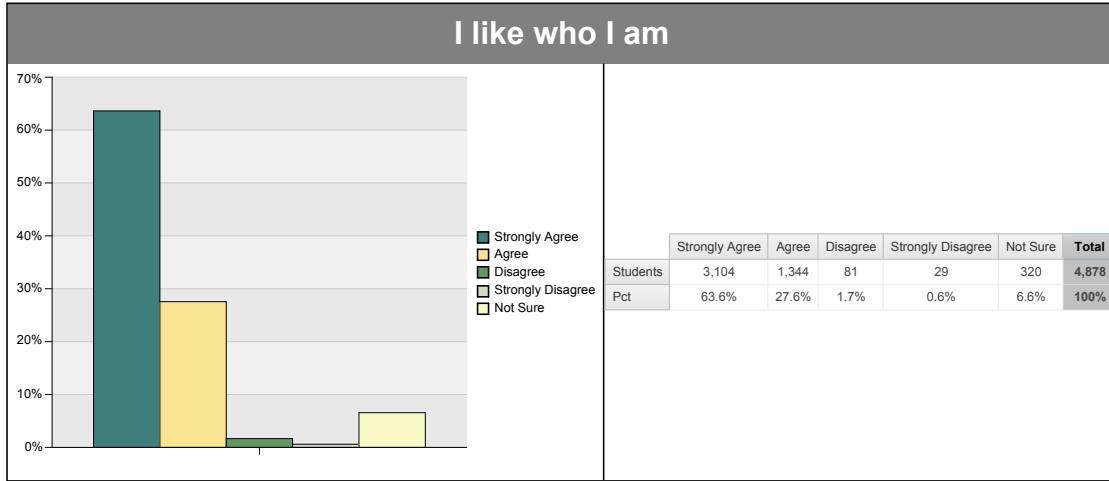 I like who I am
70%
60%
50%
40%
30%
20%
10%
0%
Strongly Agree
Agree
Disagree
Strongly Disagree
Not Sure
Strongly Agree Agree Disagree Strongly Disagree Not Sure Total
Students 3,104 1,344 81 29 320 4,878
Pct 63.6% 27.6% 1.7% 0.6% 6.6% 100%